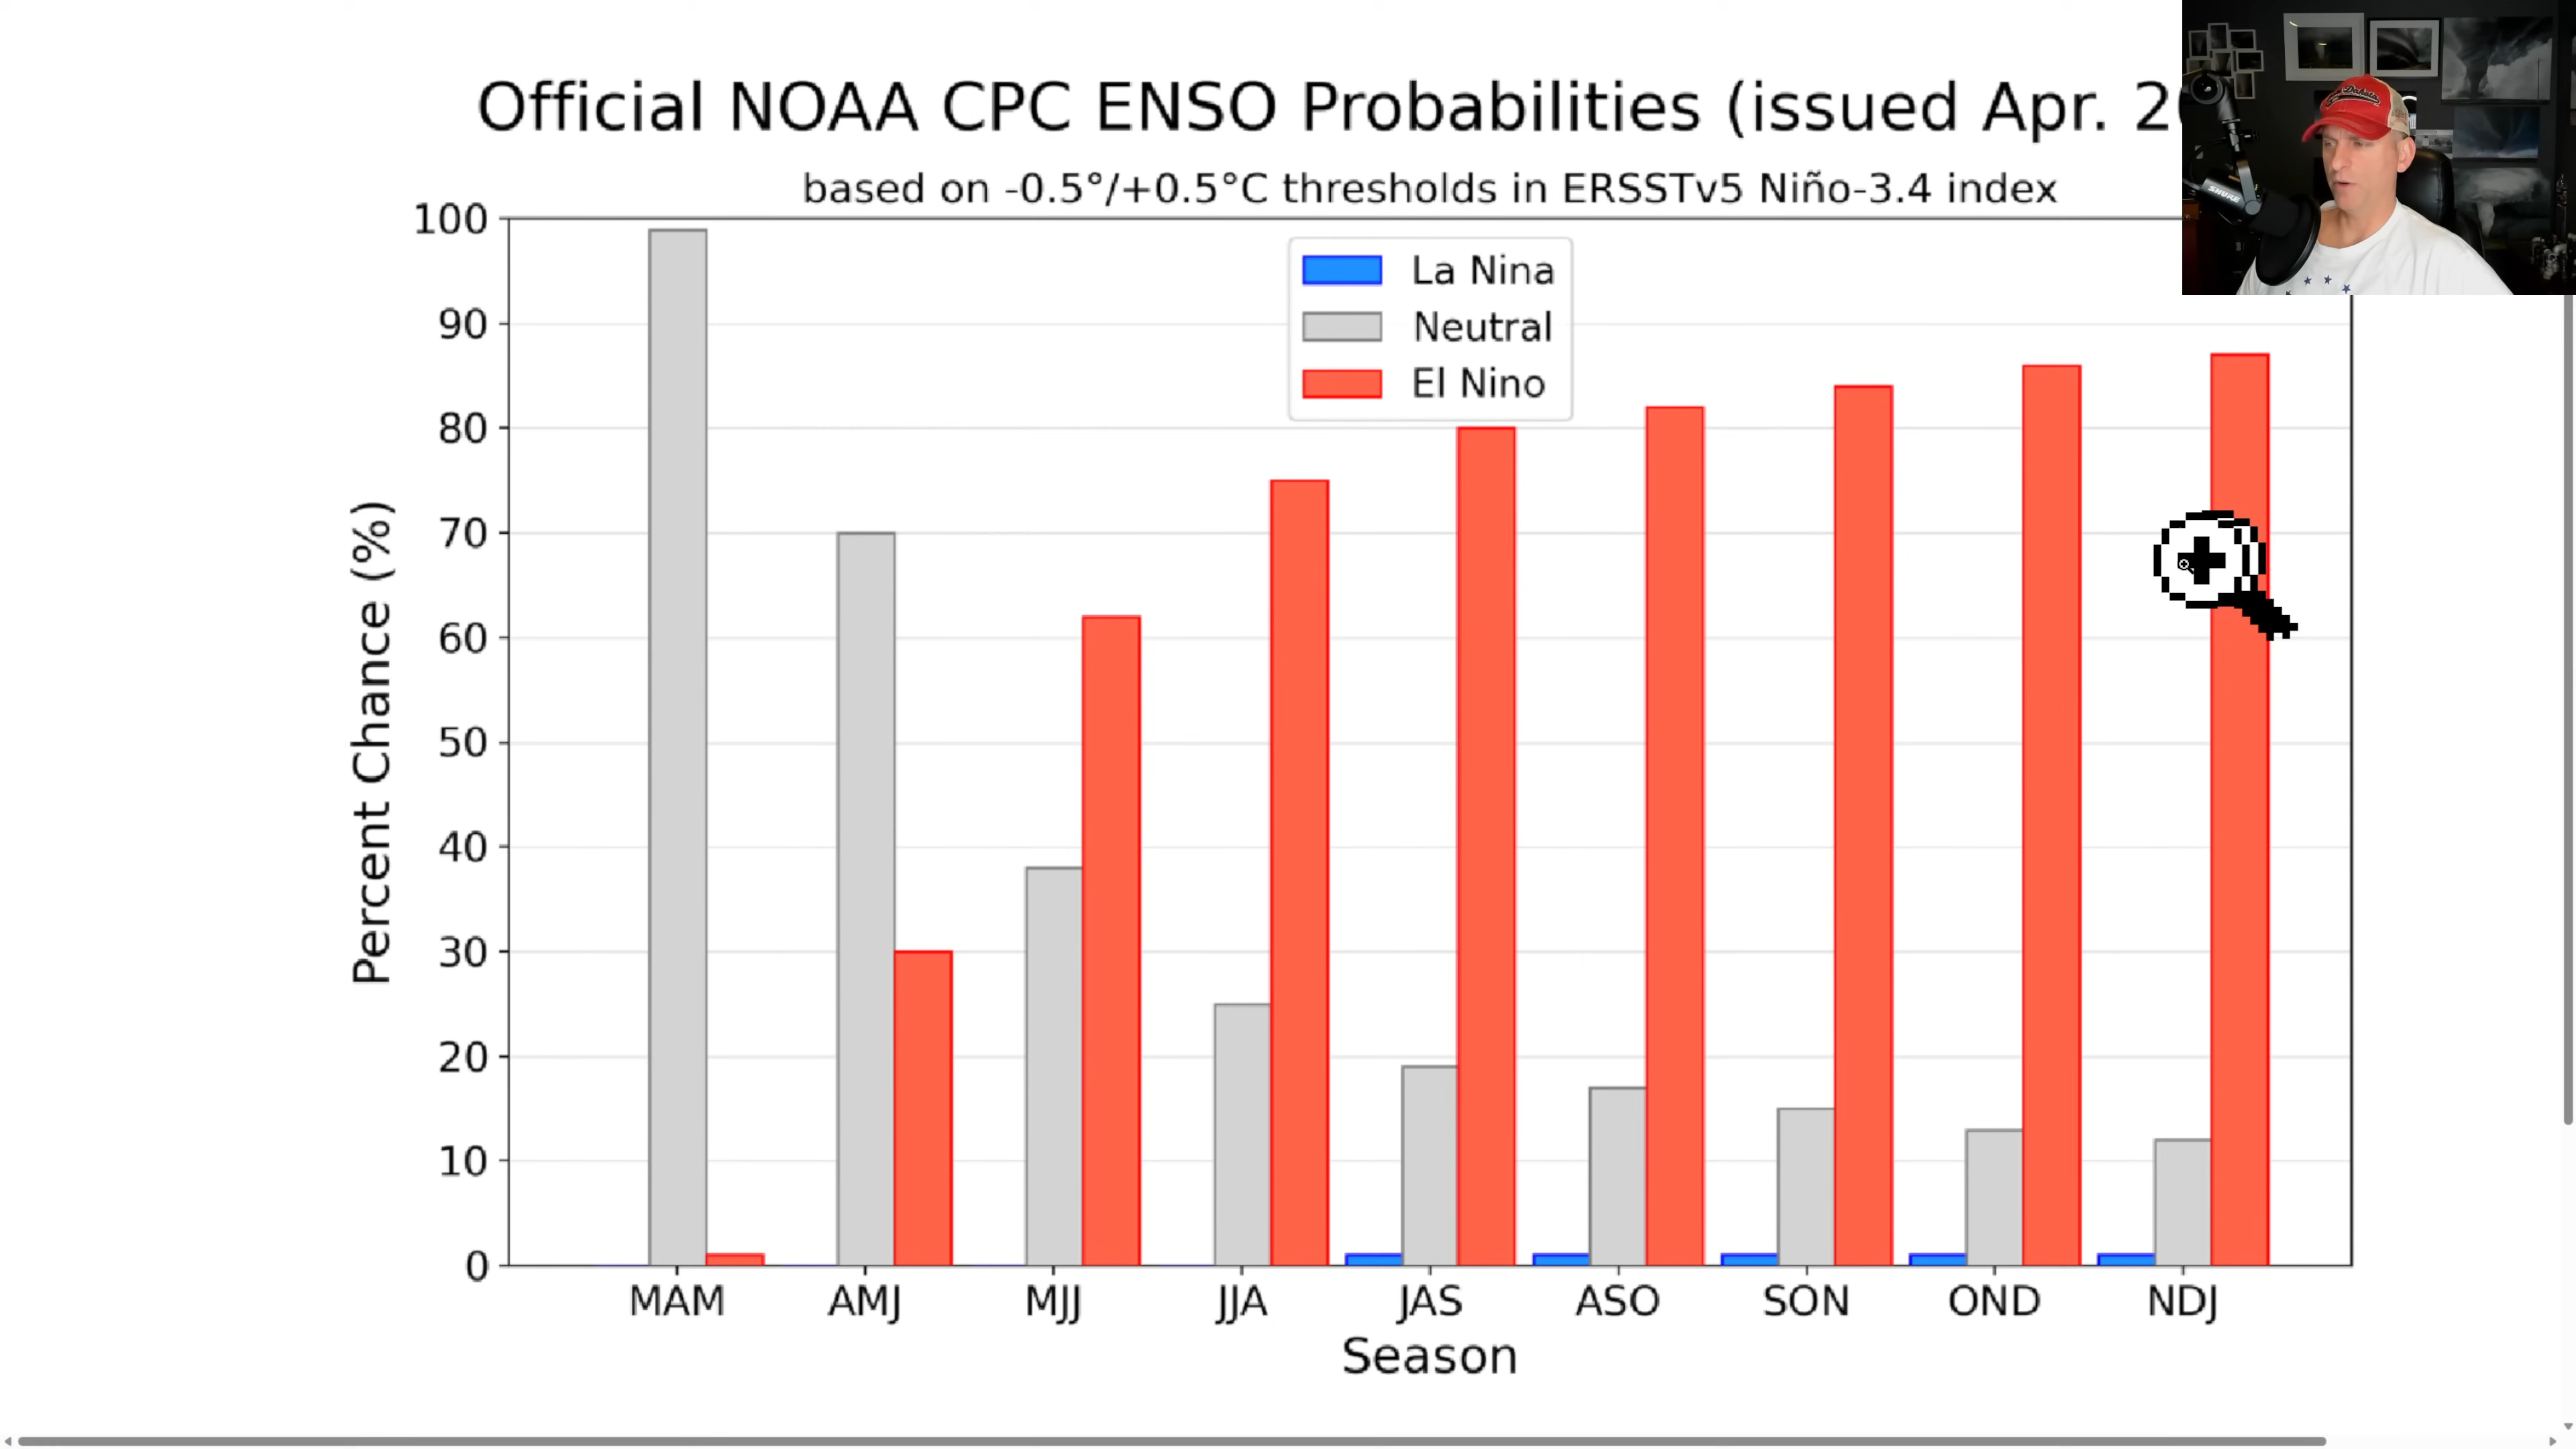 Official NOAA CPC ENSO Probabilities (issued Apr.
based on -0.5°/+0.5°C thresholds in ERSSTv5 Niño-3.4 index
La Nina
Neutral
El Nino
Percent Chance (%)
100
90
80
70
60
50
40
30
20
10
0
MAM AMJ MJJ JJA JAS ASO SON OND NDJ
Season
SHURE